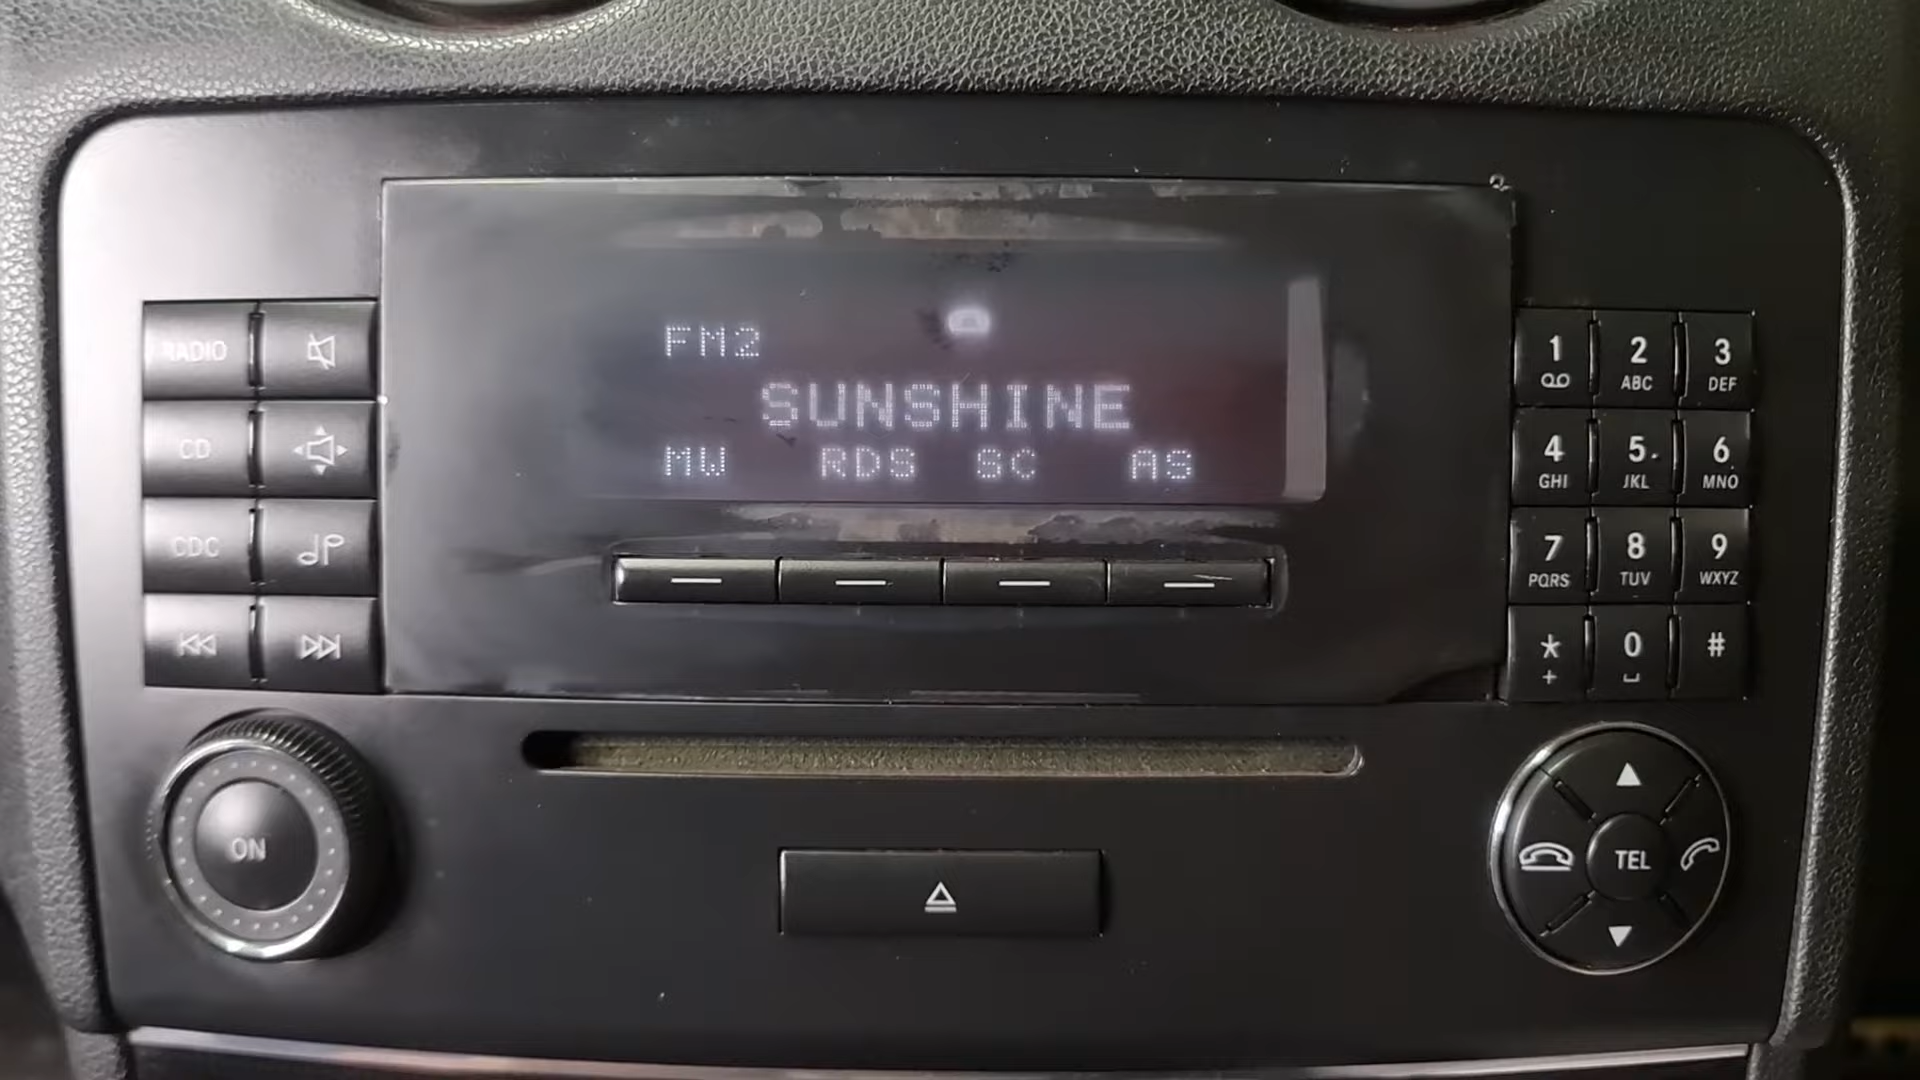 FM2
SUNSHINE
MW RDS SC AS
RADIO
CD
CDC
ON
1
2 ABC
3 DEF
4 GHI
5 JKL
6 MNO
7 PQRS
8 TUV
9 WXYZ
* +
0
#
TEL